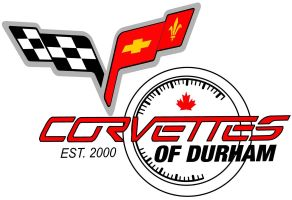 CORVETTES
EST. 2000 OF DURHAM